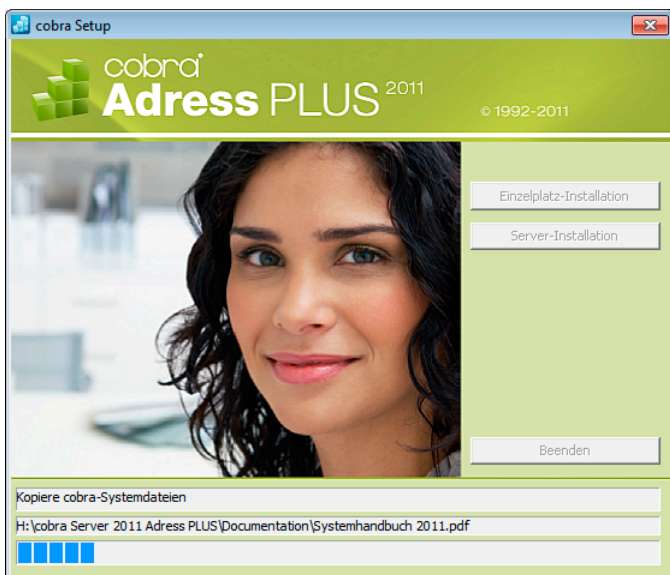 cobra Setup
cobra
Adress PLUS 2011
© 1992-2011
Einzelplatz-Installation
Server-Installation
Beenden
Kopiere cobra-Systemdateien
H:\cobra Server 2011 Adress PLUS\Documentation\Systemhandbuch 2011.pdf